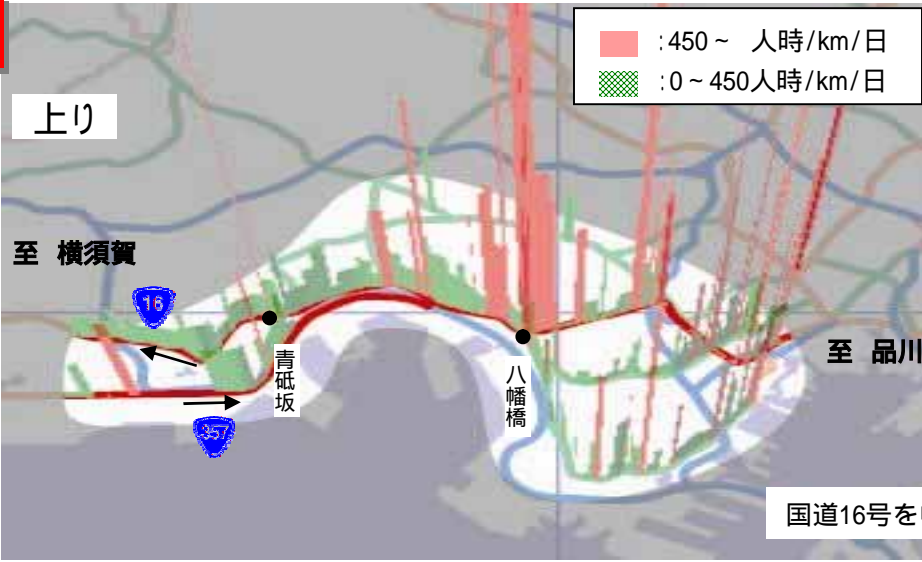 :450～ 人時/km/日
:0～450人時/km/日
上り
至 横須賀
16
青砥坂
八幡橋
至 品川
357
国道16号を